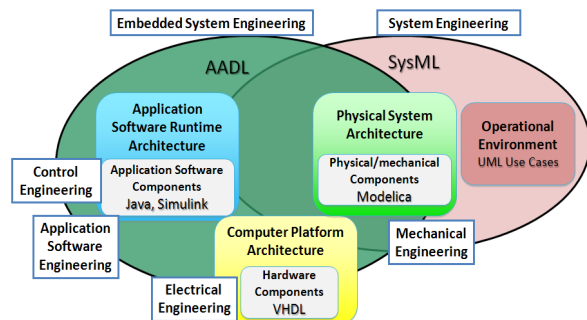 Embedded System Engineering
System Engineering
AADL
SysML
Application
Software Runtime
Architecture
Application Software
Components
Java, Simulink
Physical System
Architecture
Physical/mechanical
Components
Modelica
Operational
Environment
UML Use Cases
Control
Engineering
Application
Software
Engineering
Computer Platform
Architecture
Hardware
Components
VHDL
Electrical
Engineering
Mechanical
Engineering